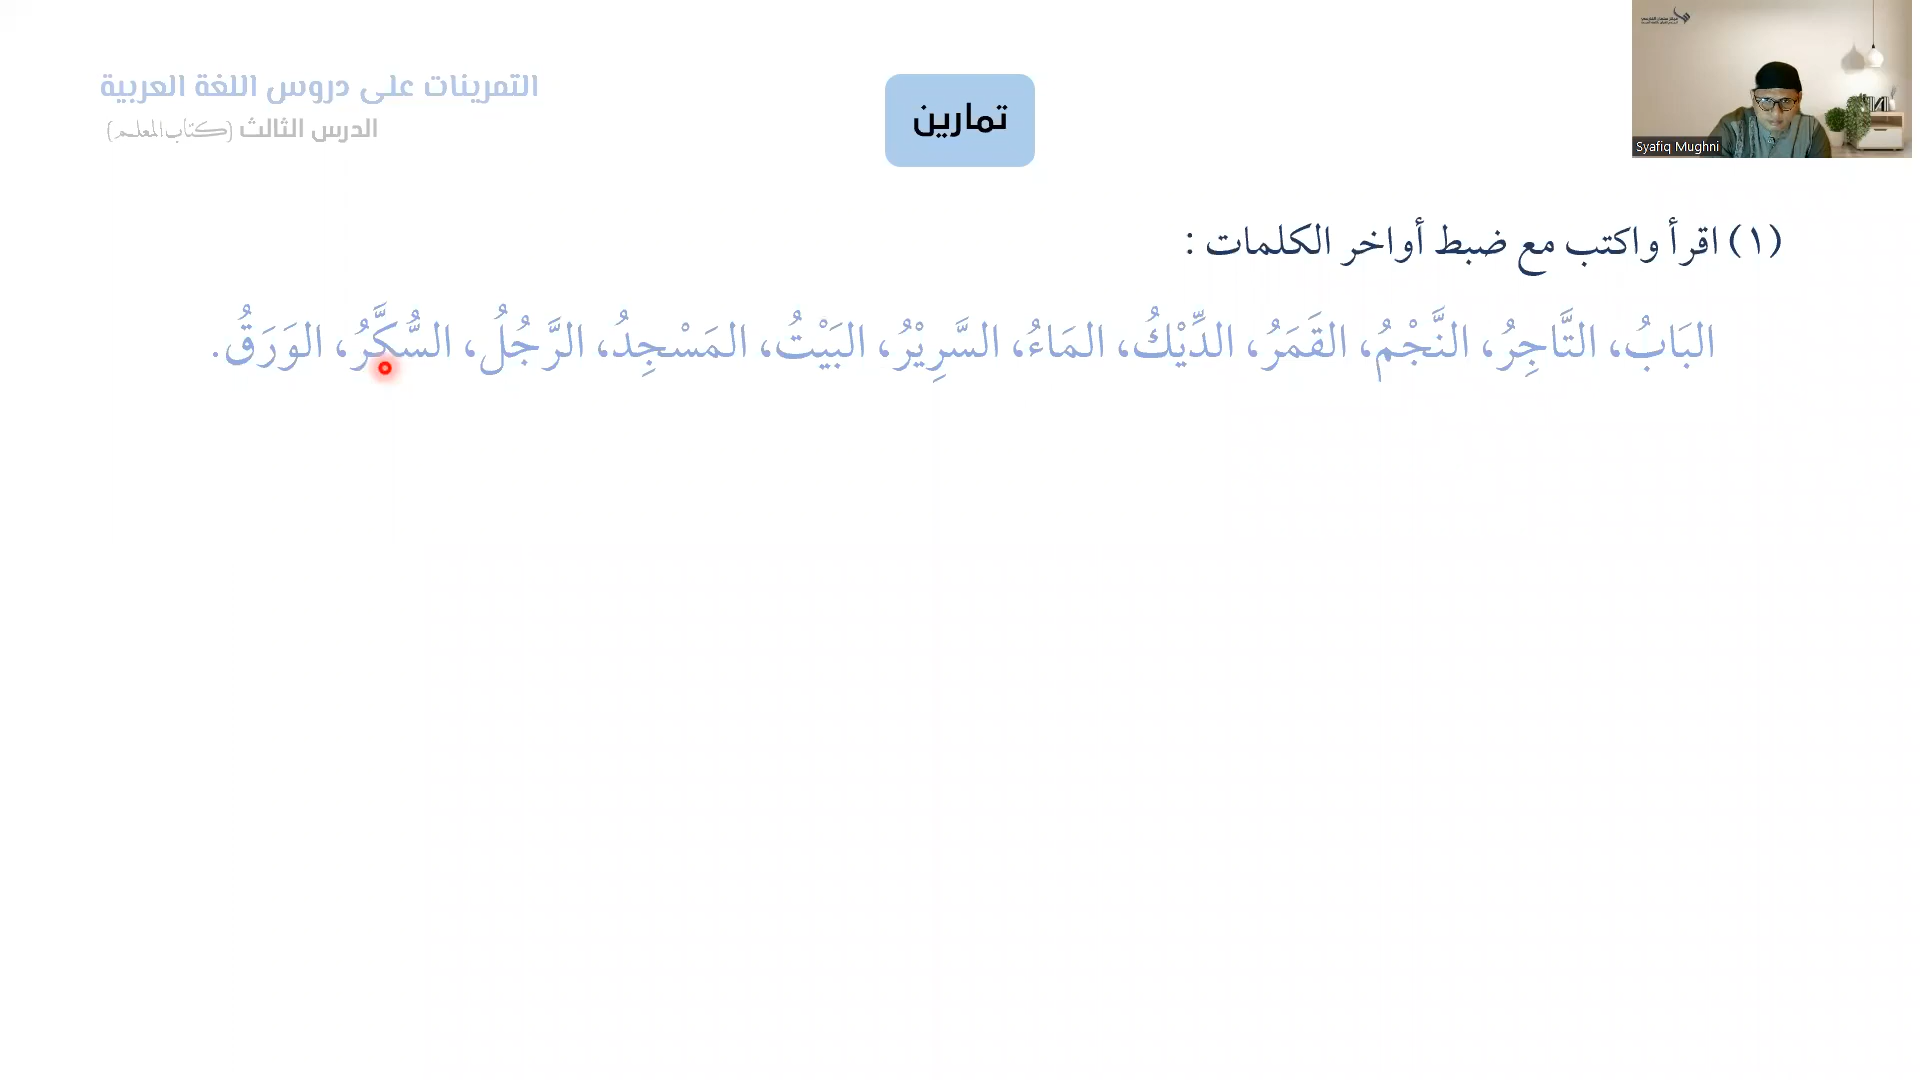 التمرينات على دروس اللغة العربية
الدرس الثالث (كتاب المعلم)
تمارين
Syafiq Mughni
(١) اقرأ واكتب مع ضبط أواخر الكلمات :
البَابُ، التَّاجِرُ، النَّجْمُ، القَمَرُ، الدِّيْكُ، المَاءُ، السَّرِيْرُ، البَيْتُ، المَسْجِدُ، الرَّجُلُ، السُّكَّرُ، الوَرَقُ.